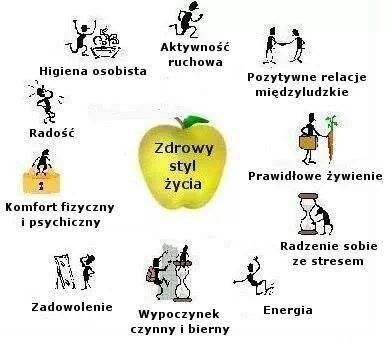 Zdrowy
styl
życia
Aktywność
ruchowa
Pozytywne relacje
międzyludzkie
Prawidłowe żywienie
Radzenie sobie
ze stresem
Energia
Wypoczynek
czynny i bierny
Zadowolenie
Komfort fizyczny
i psychiczny
Radość
Higiena osobista